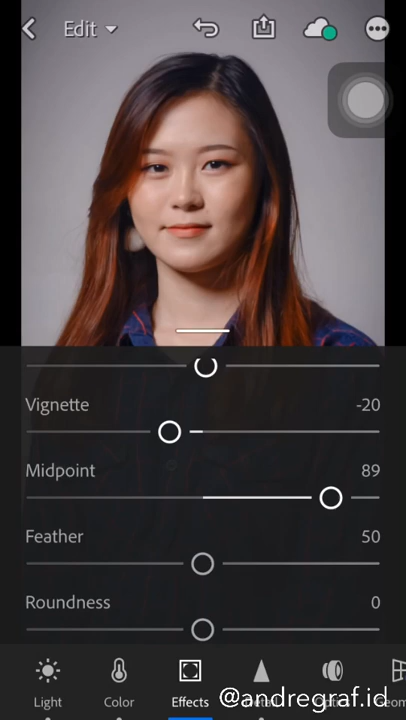 Edit
Vignette -20
Midpoint 89
Feather 50
Roundness 0
Light Color Effects
@andregraf.id